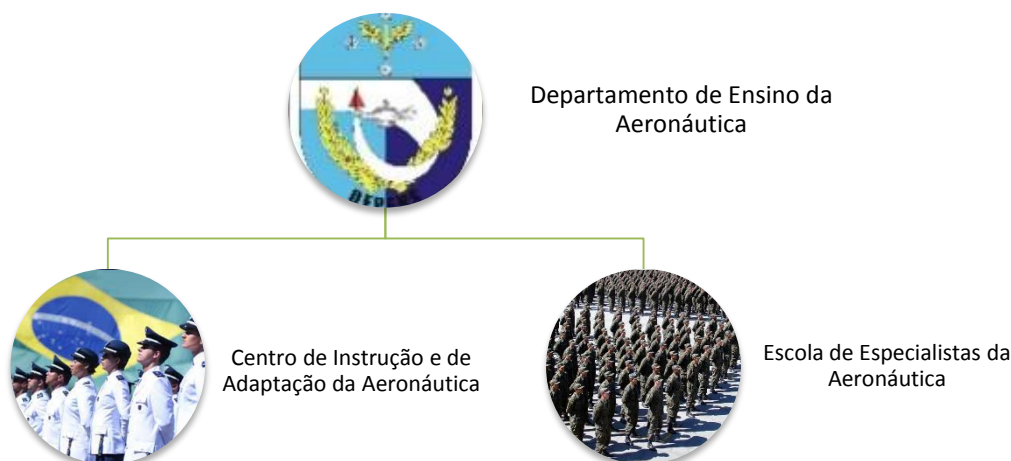 Departamento de Ensino da
Aeronáutica
Centro de Instrução e de
Adaptação da Aeronáutica
Escola de Especialistas da
Aeronáutica